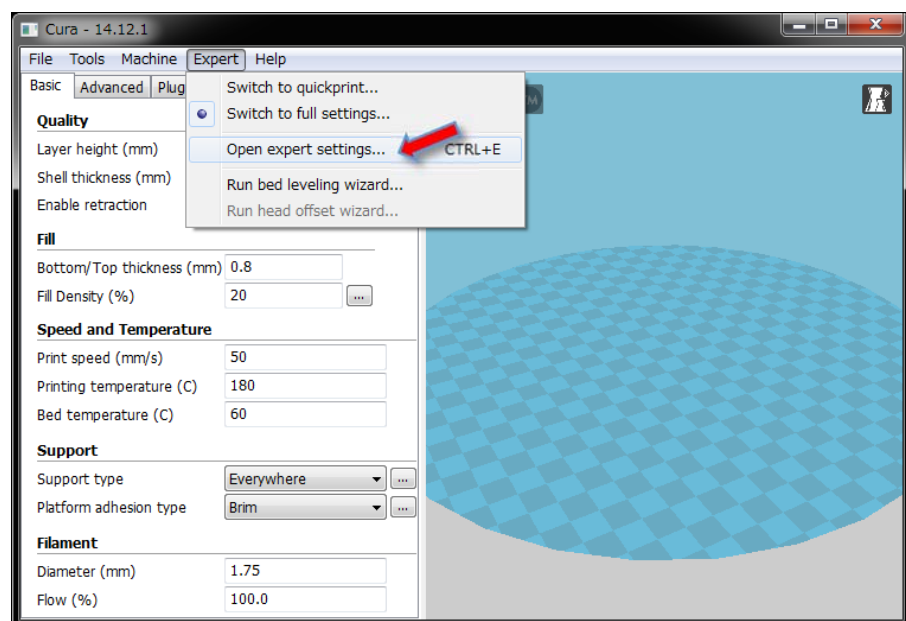 Cura - 14.12.1
File Tools Machine Expert Help
Basic Advanced Plug
Switch to quickprint...
Switch to full settings...
Open expert settings... CTRL+E
Run bed leveling wizard...
Run head offset wizard...
Quality
Layer height (mm)
Shell thickness (mm)
Enable retraction
Fill
Bottom/Top thickness (mm) 0.8
Fill Density (%) 20 ...
Speed and Temperature
Print speed (mm/s) 50
Printing temperature (C) 180
Bed temperature (C) 60
Support
Support type Everywhere ...
Platform adhesion type Brim ...
Filament
Diameter (mm) 1.75
Flow (%) 100.0